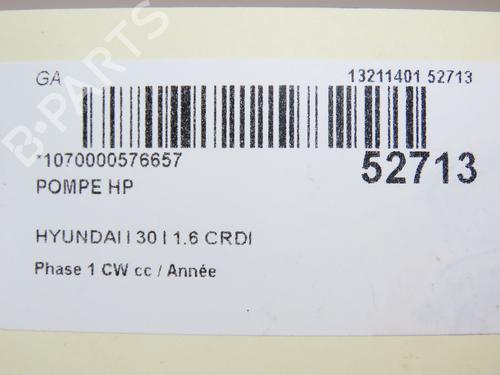 GA
13211401 52713
*1070000576657
52713
POMPE HP
HYUNDAI I 30 I 1.6 CRDI
Phase 1 CW cc / Année
B-PARTS